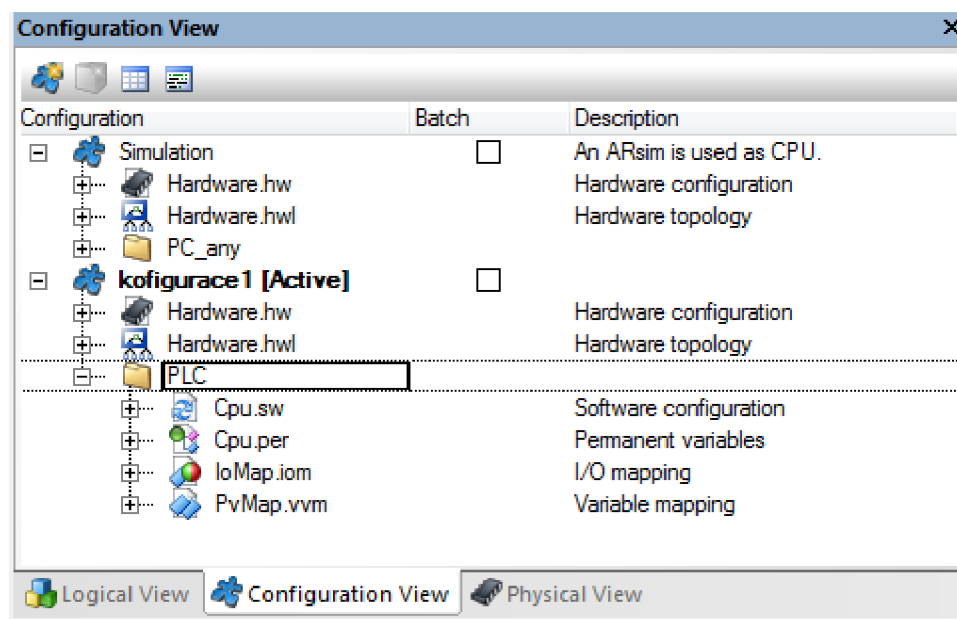 Configuration View
Configuration Batch Description
Simulation An ARsim is used as CPU.
Hardware.hw Hardware configuration
Hardware.hwl Hardware topology
PC_any
kofigurace1 [Active]
Hardware.hw Hardware configuration
Hardware.hwl Hardware topology
PLC
Cpu.sw Software configuration
Cpu.per Permanent variables
IoMap.iom I/O mapping
PvMap.vvm Variable mapping
Logical View Configuration View Physical View